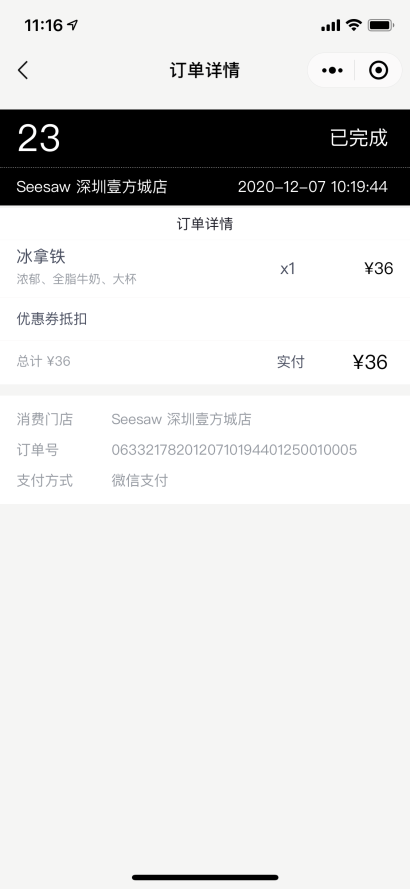 11:16
订单详情
23
已完成
Seesaw 深圳壹方城店 2020-12-07 10:19:44
订单详情
冰拿铁 x1 ¥36
浓郁、全脂牛奶、大杯
优惠券抵扣
总计 ¥36 实付 ¥36
消费门店 Seesaw 深圳壹方城店
订单号 0633217820120710194401250010005
支付方式 微信支付